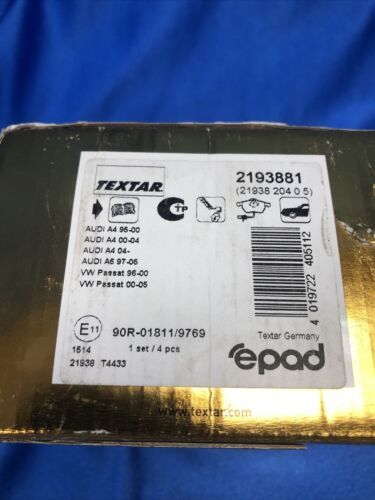 TEXTAR
2193881
(21938 204 0 5)
TP
AUDI A4 95-00
AUDI A4 00-04
AUDI A4 04-
AUDI A6 97-05
VW Passat 96-00
VW Passat 00-05
4 019722 405112
E11
90R-01811/9769
Textar Germany
1514
1 set / 4 pcs
epad
21938 T4433
www.textar.com